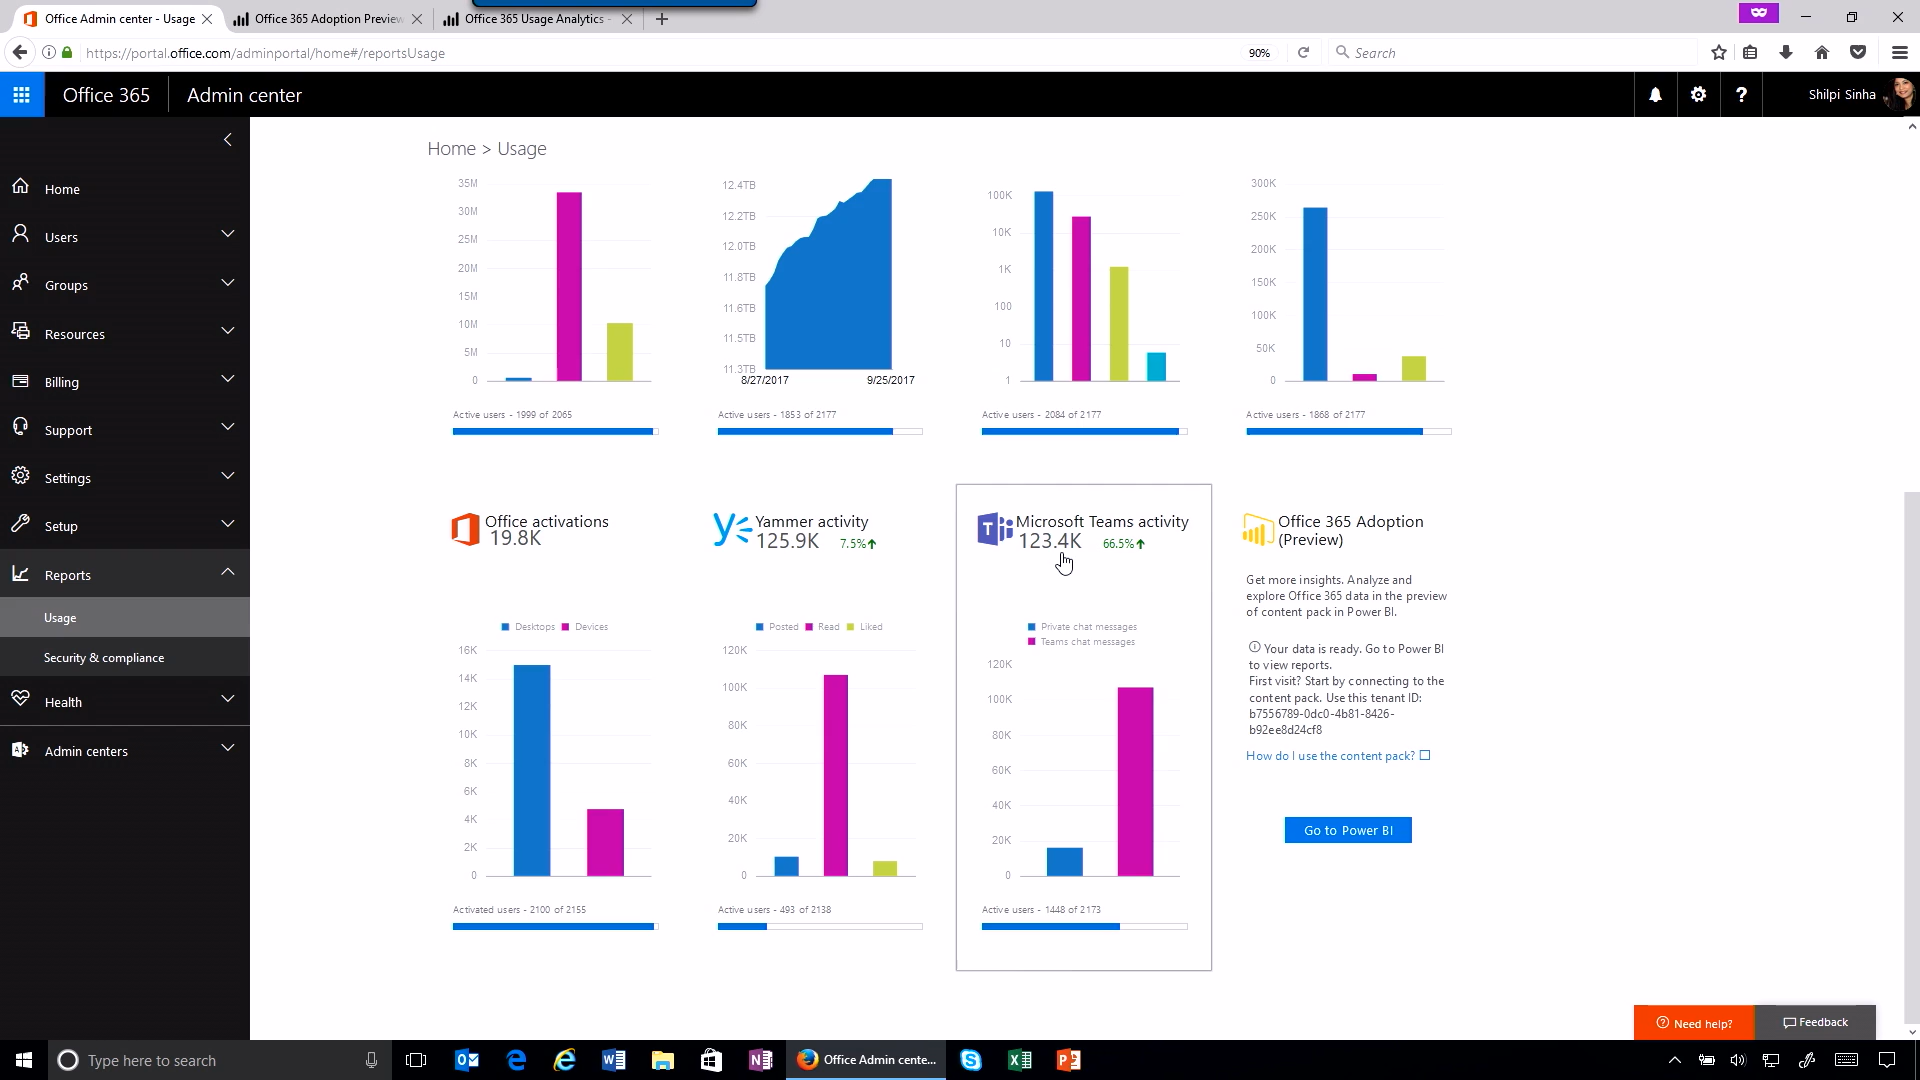 Office Admin center - Usage
Office 365 Adoption Preview
Office 365 Usage Analytics -
https://portal.office.com/adminportal/home#/reportsUsage
90%
Search
Office 365
Admin center
Shilpi Sinha
Home
Users
Groups
Resources
Billing
Support
Settings
Setup
Reports
Usage
Security & compliance
Health
Admin centers
Home > Usage
35M
30M
25M
20M
15M
10M
5M
0
Active users - 1999 of 2065
12.4TB
12.2TB
12.0TB
11.8TB
11.6TB
11.5TB
11.3TB
8/27/2017
9/25/2017
Active users - 1853 of 2177
100K
10K
1K
100
10
1
Active users - 2084 of 2177
300K
250K
200K
150K
100K
50K
0
Active users - 1868 of 2177
Office activations
19.8K
Desktops Devices
16K
14K
12K
10K
8K
6K
4K
2K
0
Activated users - 2100 of 2155
Yammer activity
125.9K 7.5%
Posted Read Liked
120K
100K
80K
60K
40K
20K
0
Active users - 493 of 2138
Microsoft Teams activity
123.4K 66.5%
Private chat messages
Teams chat messages
120K
100K
80K
60K
40K
20K
0
Active users - 1448 of 2173
Office 365 Adoption
(Preview)
Get more insights. Analyze and
explore Office 365 data in the preview
of content pack in Power BI.
Your data is ready. Go to Power BI
to view reports.
First visit? Start by connecting to the
content pack. Use this tenant ID:
b7556789-0dc0-4b81-8426-
b92ee8d24cf8
How do I use the content pack?
Go to Power BI
Need help?
Feedback
Type here to search
Office Admin cente...